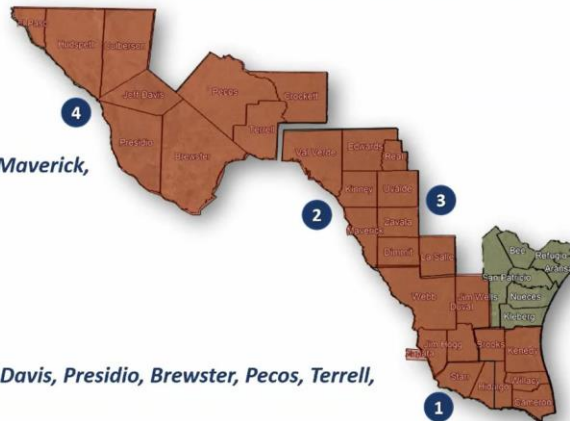 El Paso
Hudspeth
Culberson
Jeff Davis
Pecos
Crockett
4
Terrell
Presidio
Brewster
Maverick,
Val Verde
Edwards
Real
Kinney
Uvalde
3
2
Zavala
Maverick
Dimmit
La Salle
Bee
Refugio
Aransa
San Patricio
Webb
Jim Wells
Duval
Nueces
Kleberg
Zapata
Jim Hogg
Brooks
Kenedy
Davis, Presidio, Brewster, Pecos, Terrell,
Starr
Hidalgo
Willacy
Cameron
1